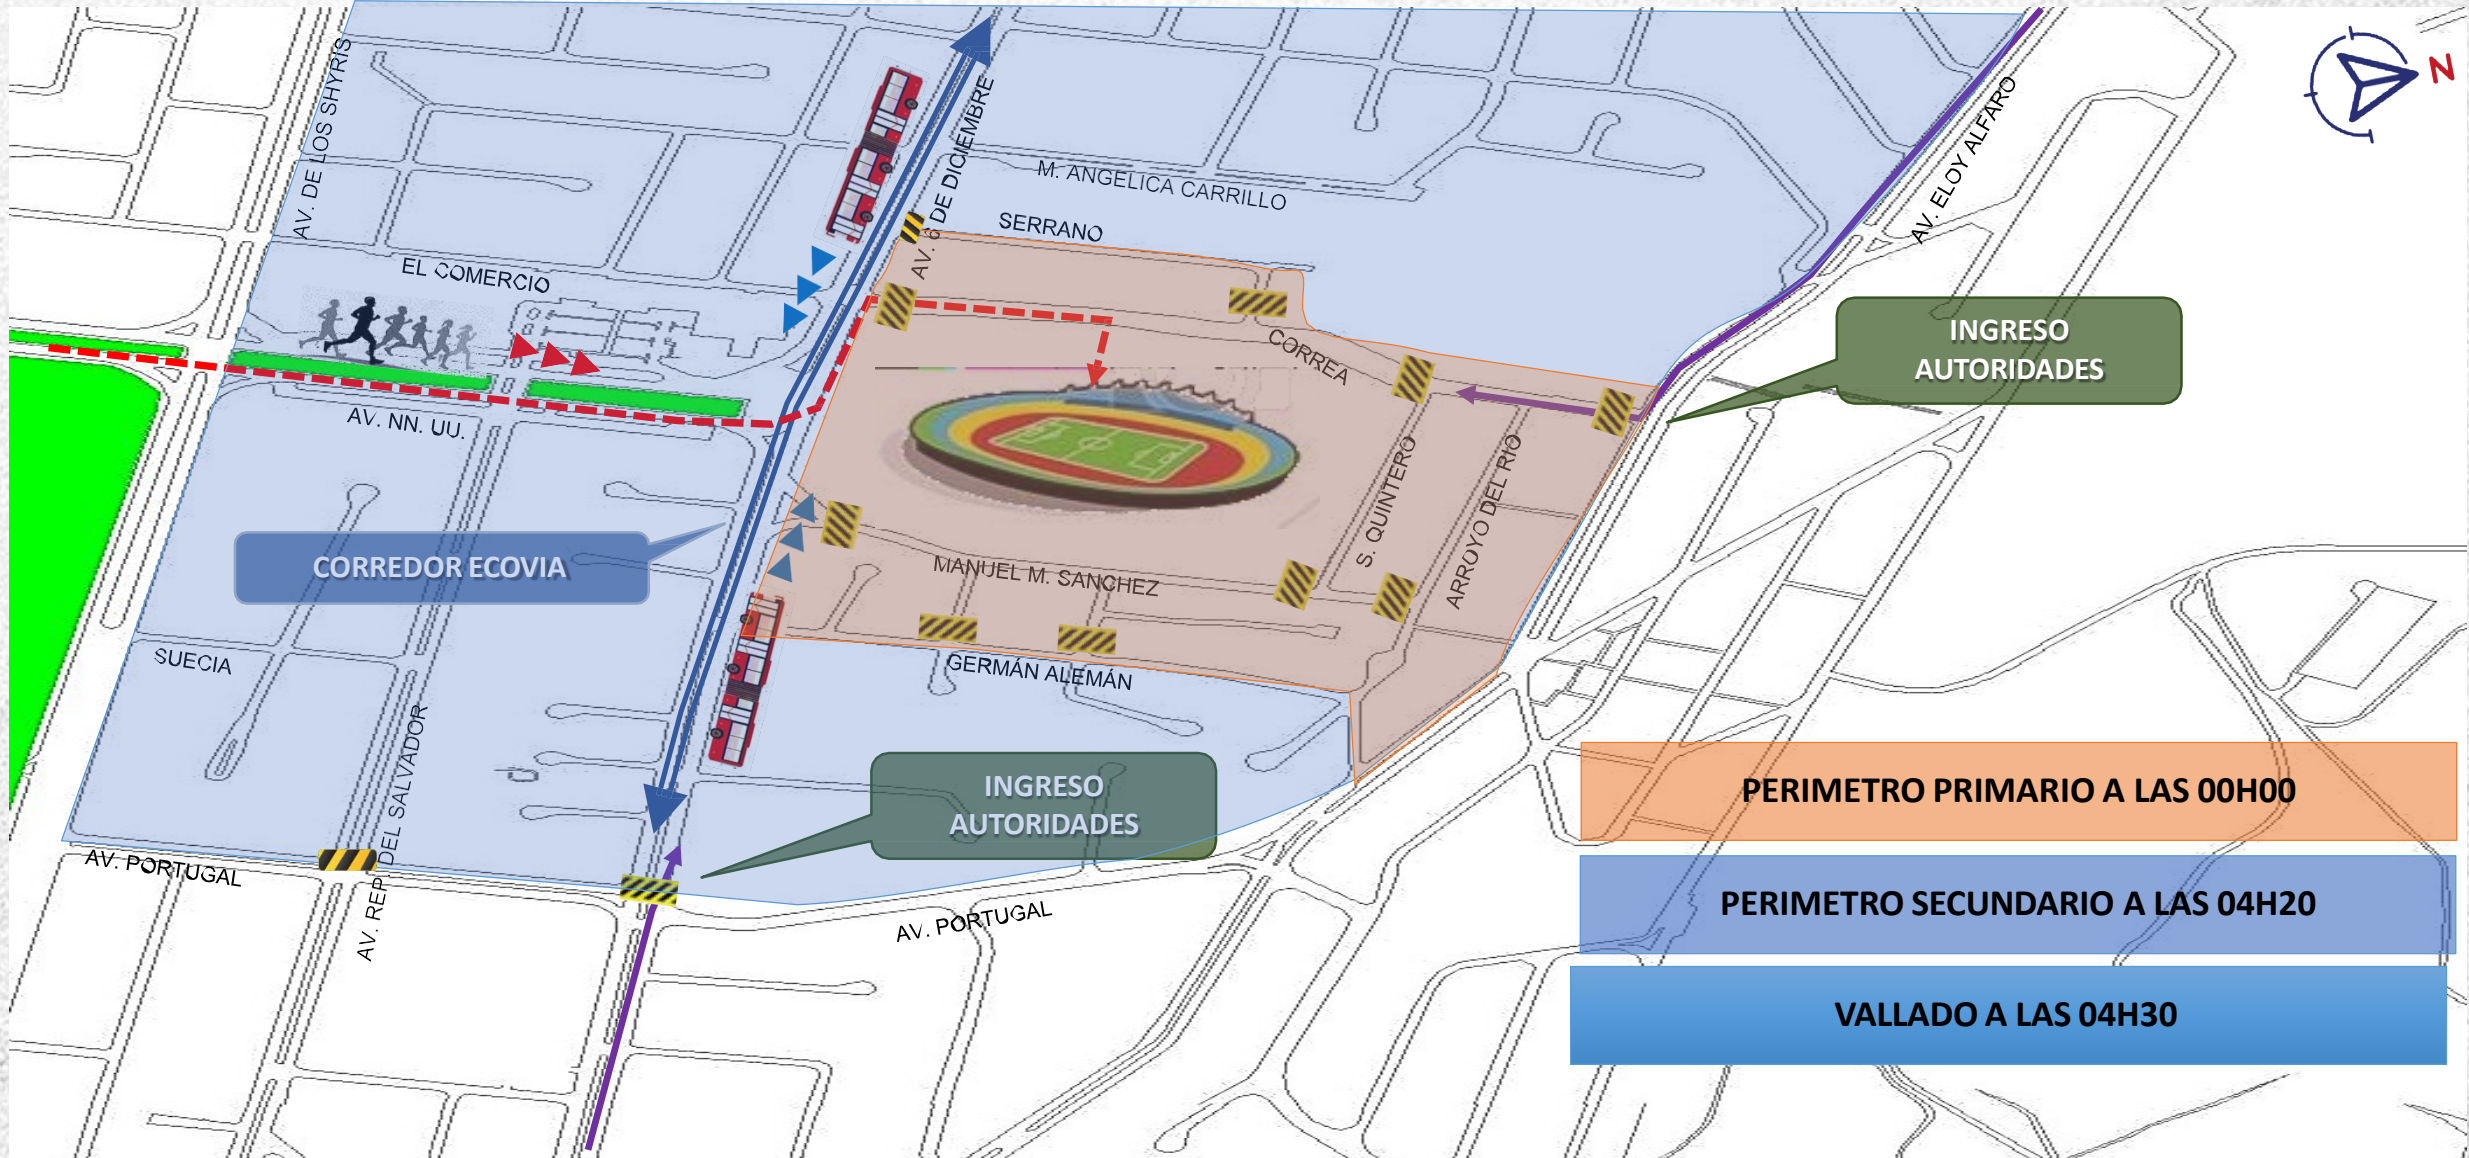 AV. DE LOS SHYRIS
AV. 6 DE DICIEMBRE
M. ANGELICA CARRILLO
SERRANO
AV. ELOY ALFARO
N
EL COMERCIO
INGRESO
AUTORIDADES
CORREA
AV. NN. UU.
S. QUINTERO
ARROYO DEL RIO
CORREDOR ECOVIA
MANUEL M. SANCHEZ
SUECIA
GERMÁN ALEMÁN
AV. REP. DEL SALVADOR
INGRESO
AUTORIDADES
PERIMETRO PRIMARIO A LAS 00H00
AV. PORTUGAL
AV. PORTUGAL
PERIMETRO SECUNDARIO A LAS 04H20
VALLADO A LAS 04H30